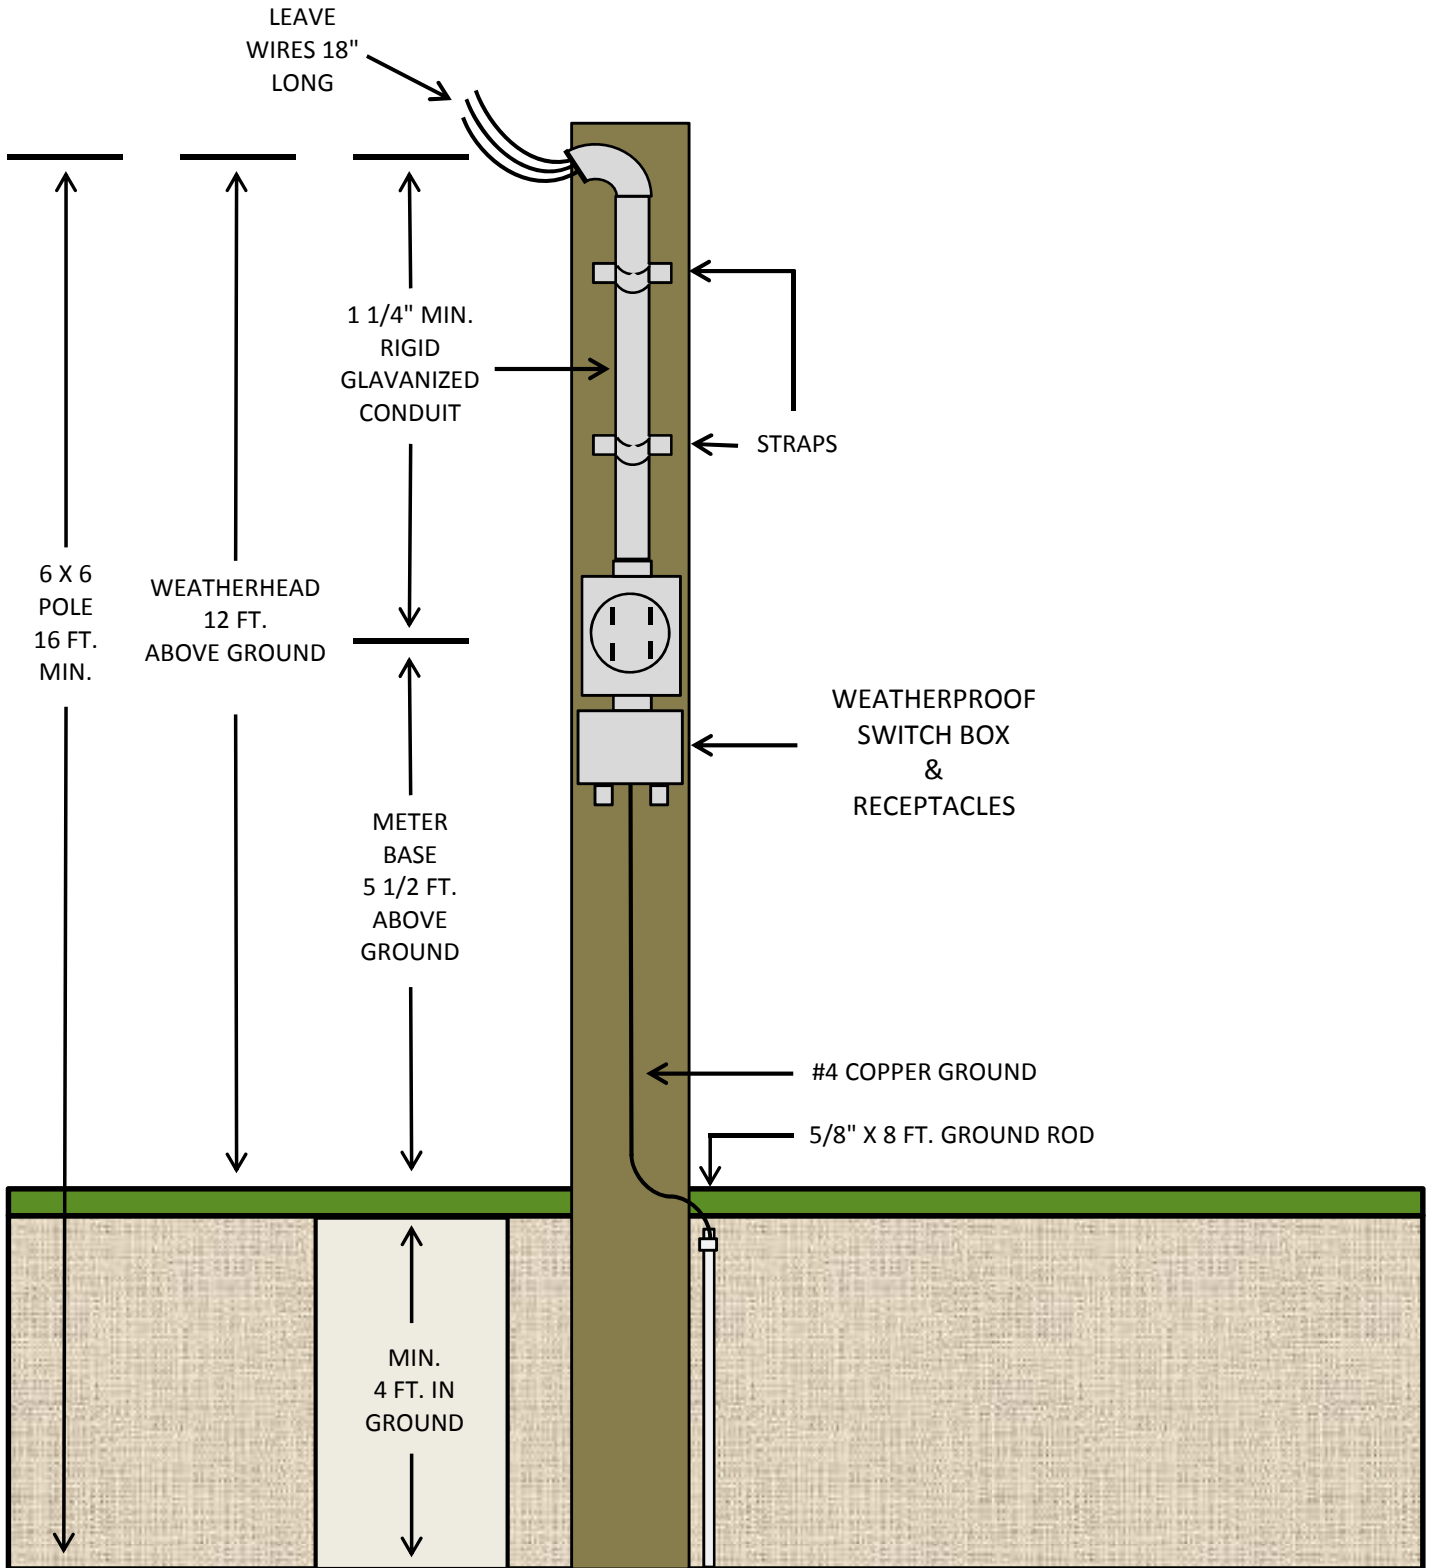 LEAVE
WIRES 18"
LONG
1 1/4" MIN.
RIGID
GLAVANIZED
CONDUIT
STRAPS
6 X 6
POLE
16 FT.
MIN.
WEATHERHEAD
12 FT.
ABOVE GROUND
WEATHERPROOF
SWITCH BOX
&
RECEPTACLES
METER
BASE
5 1/2 FT.
ABOVE
GROUND
#4 COPPER GROUND
5/8" X 8 FT. GROUND ROD
MIN.
4 FT. IN
GROUND